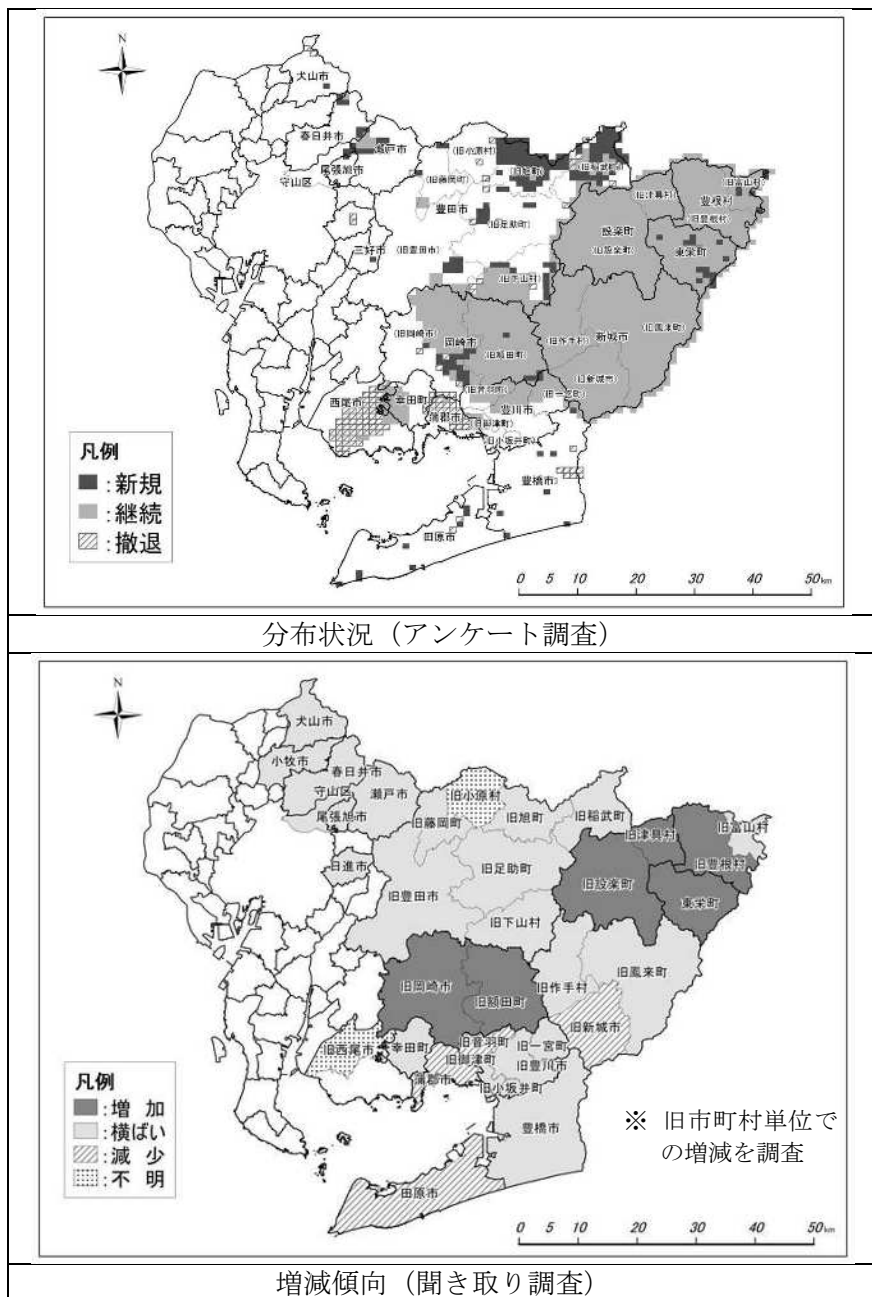 N
犬山市
春日井市
瀬戸市
尾張旭市
守山区
(旧小原村)
(旧旭町)
(旧稲武町)
(旧藤岡町)
豊田市
(旧足助町)
(旧津具村)
豊根村
(旧富山村)
(旧豊根村)
設楽町
(旧設楽町)
東栄町
三好市
(旧豊田市)
(旧下山村)
(旧岡崎市)
岡崎市
(旧額田町)
(旧作手村)
新城市
(旧鳳来町)
(旧新城市)
西尾市
幸田町
蒲郡市
(旧音羽町)
(旧一宮町)
豊川市
(旧御津町)
(旧小坂井町)
豊橋市
田原市
凡例
:新規
:継続
:撤退
0 5 10 20 30 40 50km
分布状況(アンケート調査)
N
犬山市
小牧市
春日井市
守山区
瀬戸市
尾張旭市
旧小原村
旧藤岡町
旧旭町
旧稲武町
旧津具村
旧富山村
旧豊根村
日進市
旧足助町
旧設楽町
東栄町
旧豊田市
旧下山村
旧岡崎市
旧額田町
旧作手村
旧鳳来町
旧新城市
旧西尾市
幸田町
旧音羽町
旧一宮町
旧御津町
旧豊川市
蒲郡市
旧小坂井町
豊橋市
田原市
凡例
:増 加
:横ばい
:減 少
:不 明
※ 旧市町村単位で
の増減を調査
0 5 10 20 30 40 50km
増減傾向(聞き取り調査)